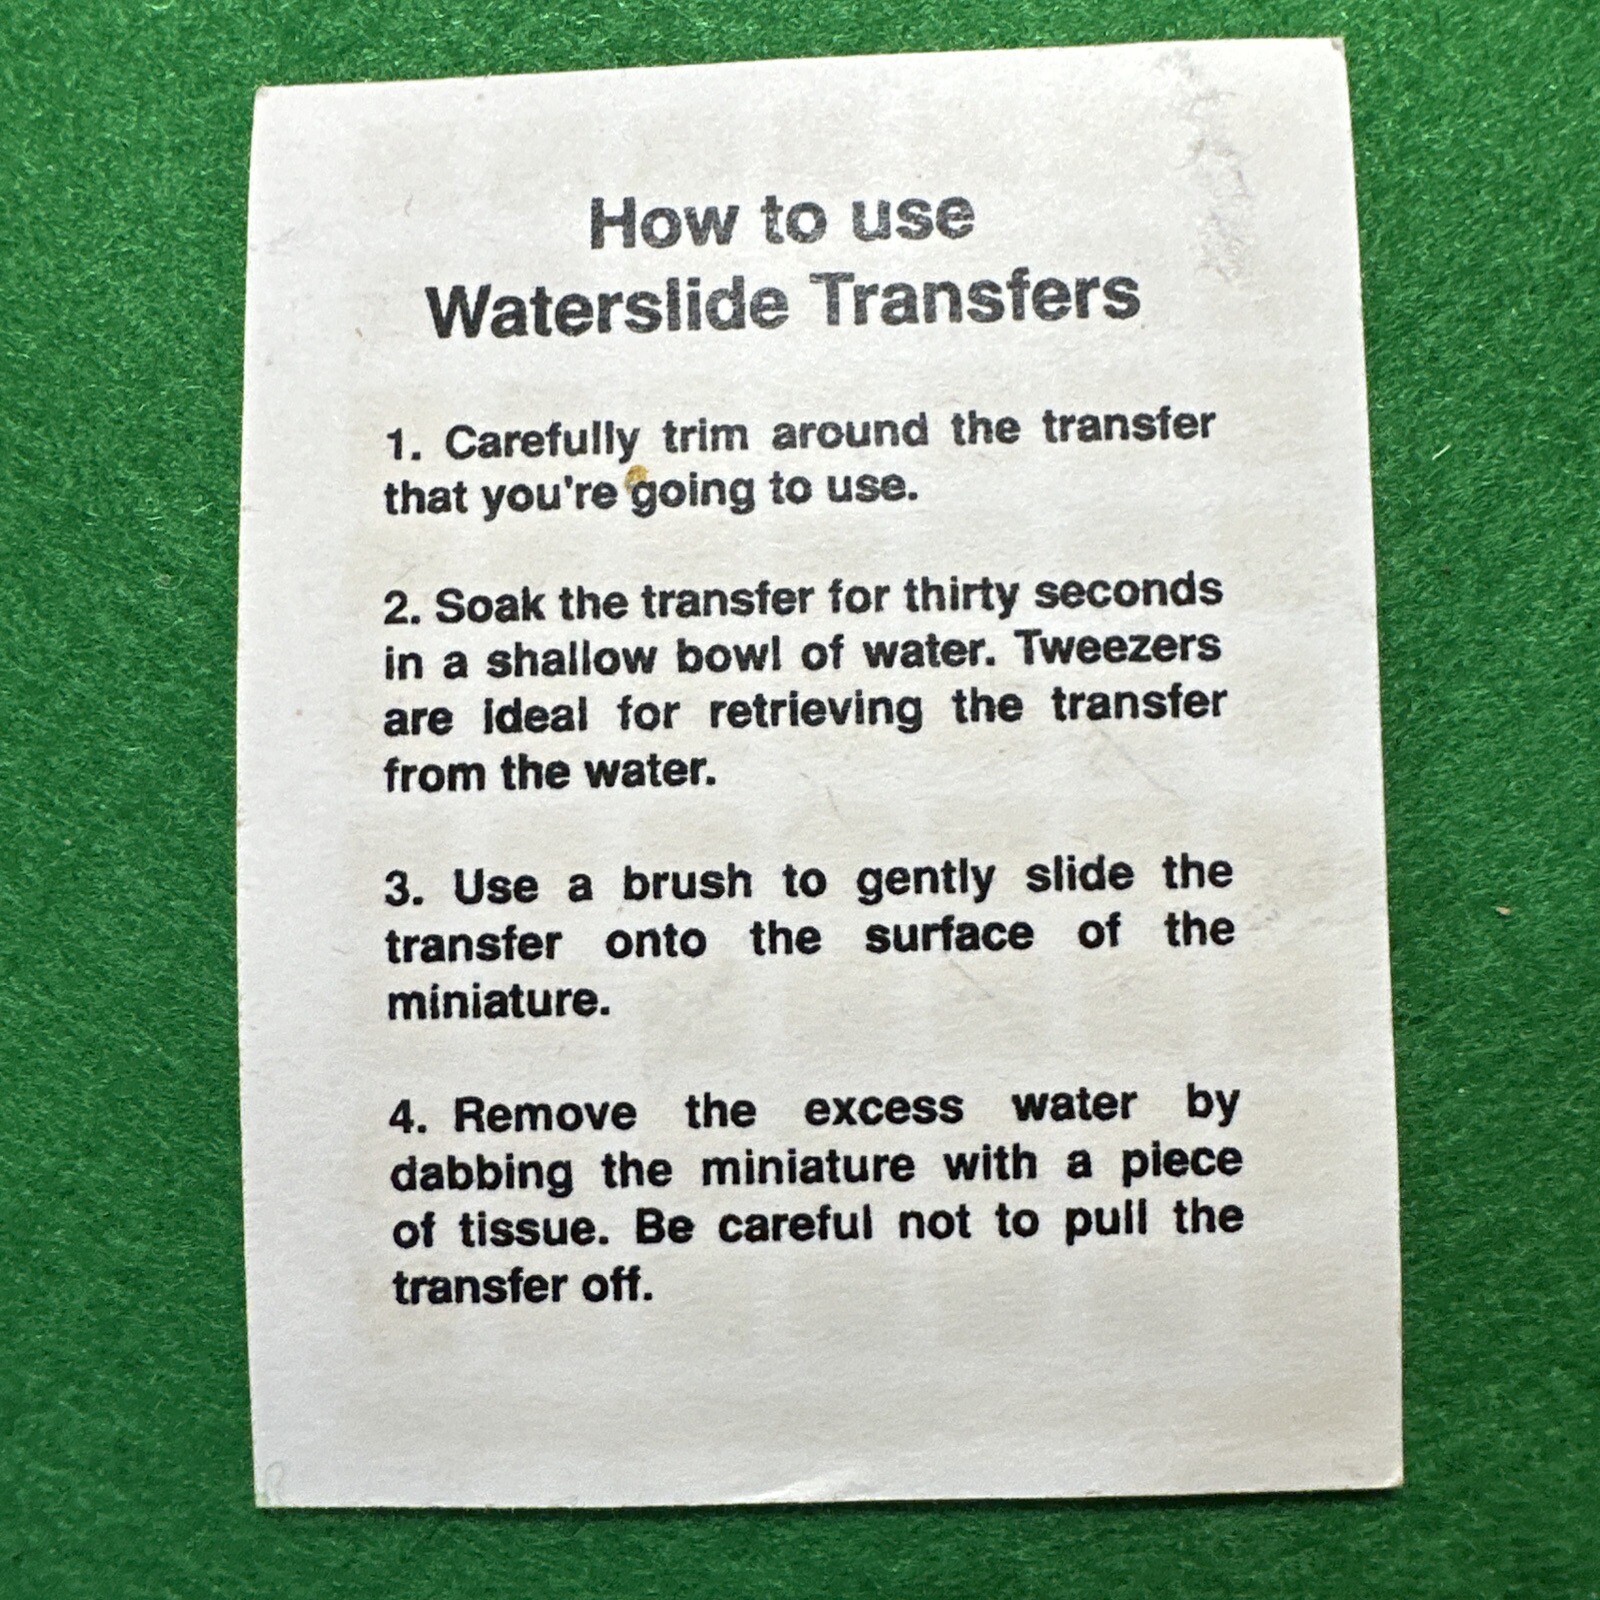 How to use
Waterslide Transfers
1. Carefully trim around the transfer
that you're going to use.
2. Soak the transfer for thirty seconds
in a shallow bowl of water. Tweezers
are ideal for retrieving the transfer
from the water.
3. Use a brush to gently slide the
transfer onto the surface of the
miniature.
4. Remove the excess water by
dabbing the miniature with a piece
of tissue. Be careful not to pull the
transfer off.